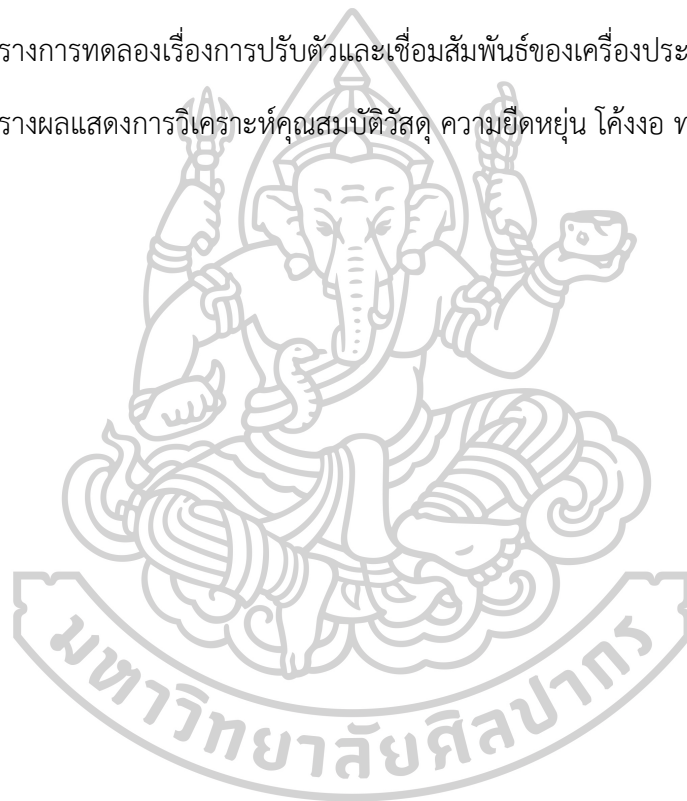 รางการทดลองเรื่องการปรับตัวและเชื่อมสัมพันธ์ของเครื่องประ
รางผลแสดงการวิเคราะห์คุณสมบัติวัสดุ ความยืดหยุ่น โค้งงอ ท
มหาวิทยาลัยศิลปากร